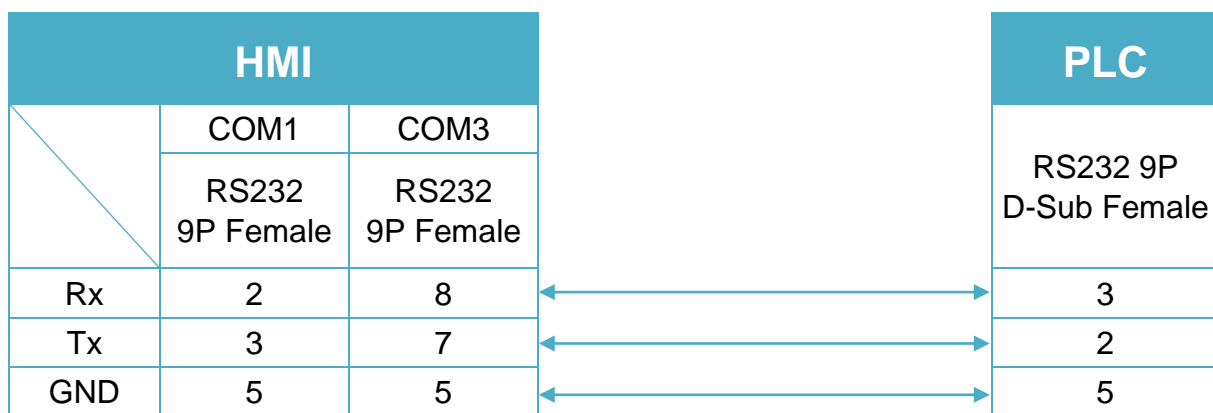 HMI PLC
COM1 COM3
RS232
9P Female
RS232
9P Female
RS232 9P
D-Sub Female
Rx 2 8 3
Tx 3 7 2
GND 5 5 5